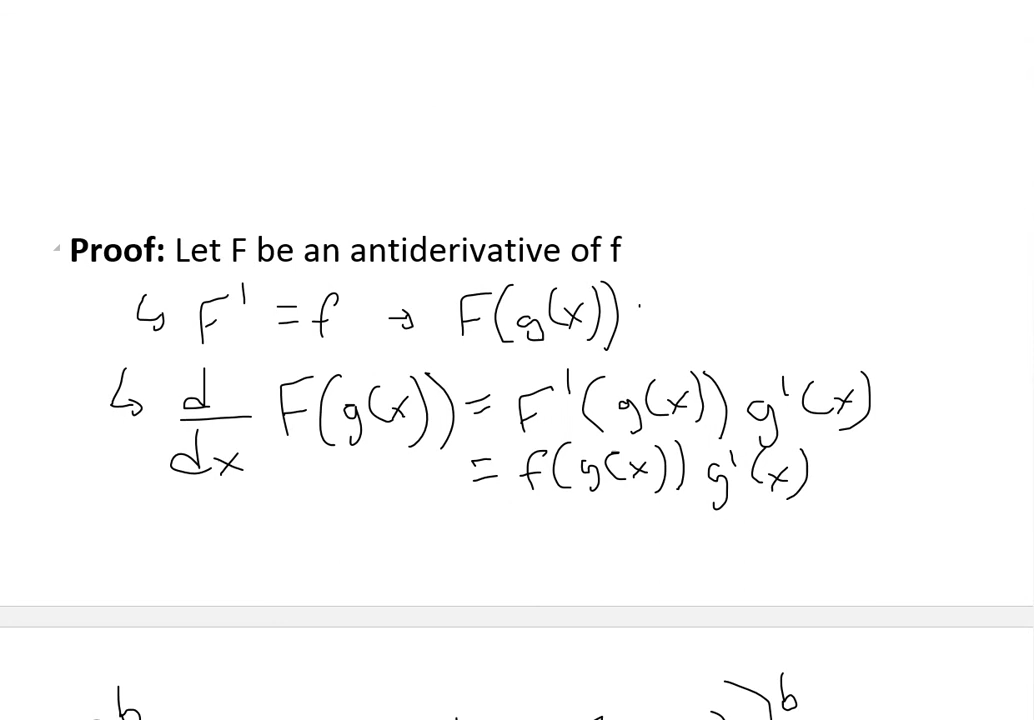 Proof: Let F be an antiderivative of f
↳ F' = f → F(g(x))
↳ d/dx F(g(x)) = F'(g(x)) g'(x)
= f(g(x)) g'(x)
b b